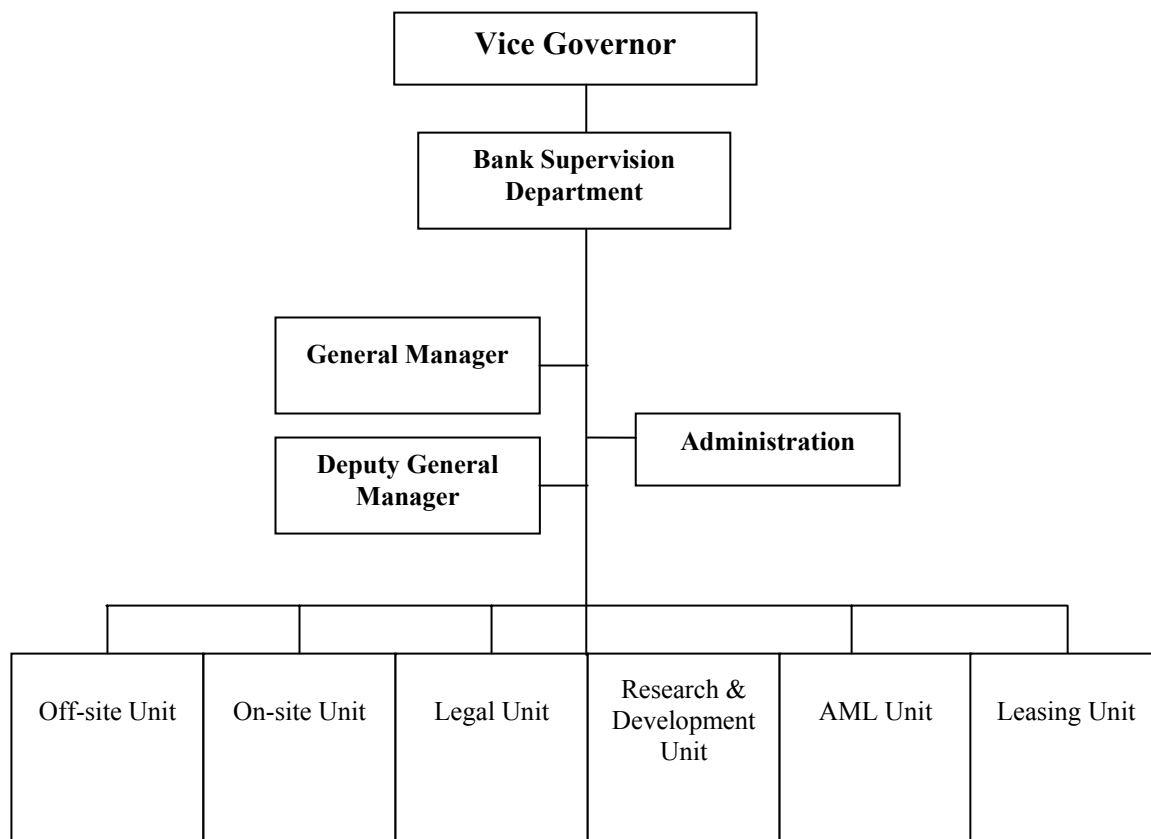 Vice Governor
Bank Supervision
Department
General Manager
Administration
Deputy General
Manager
Off-site Unit
On-site Unit
Legal Unit
Research &
Development
Unit
AML Unit
Leasing Unit